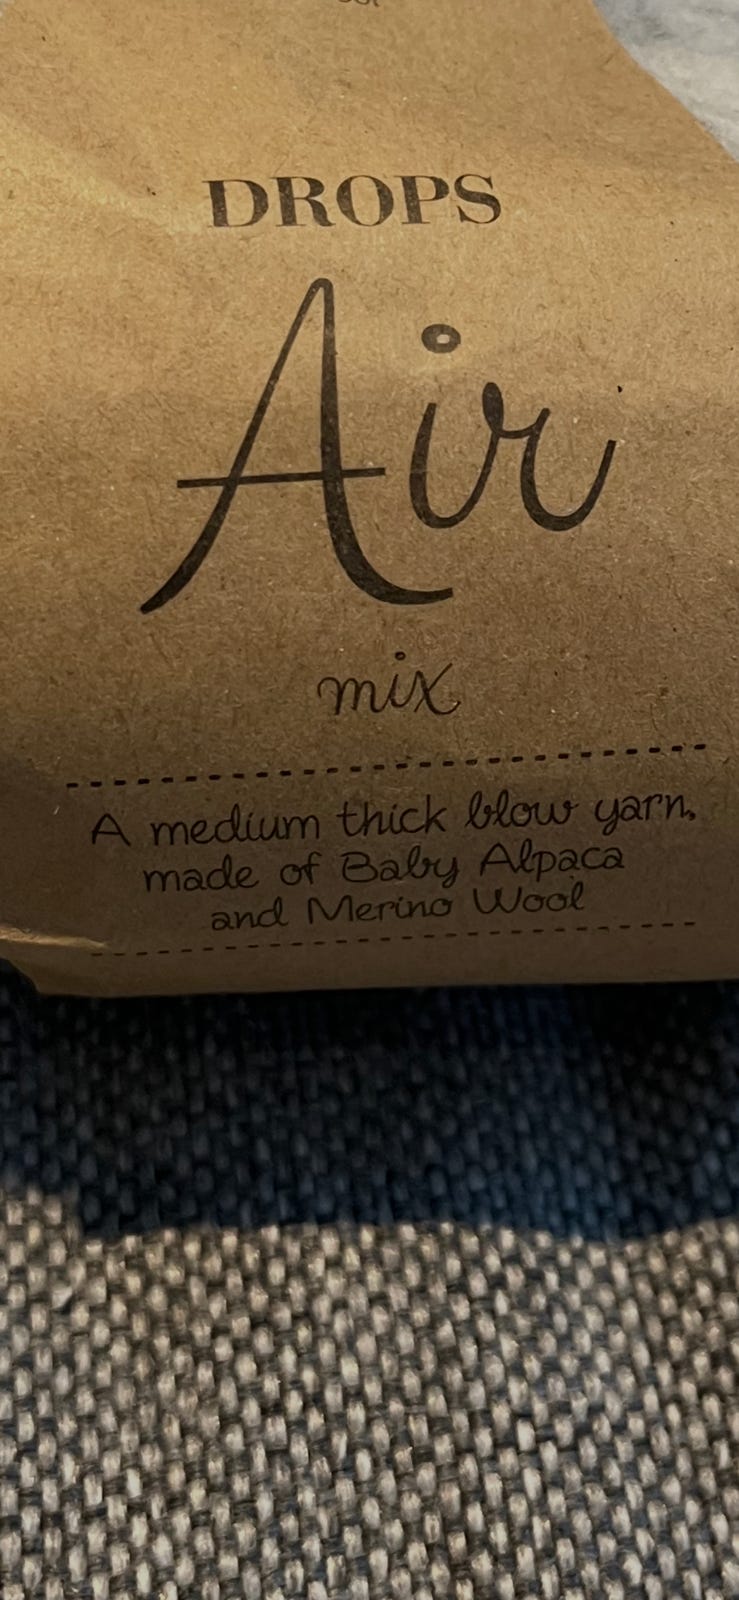 DROPS
Air
mix
A medium thick blow yarn,
made of Baby Alpaca
and Merino Wool